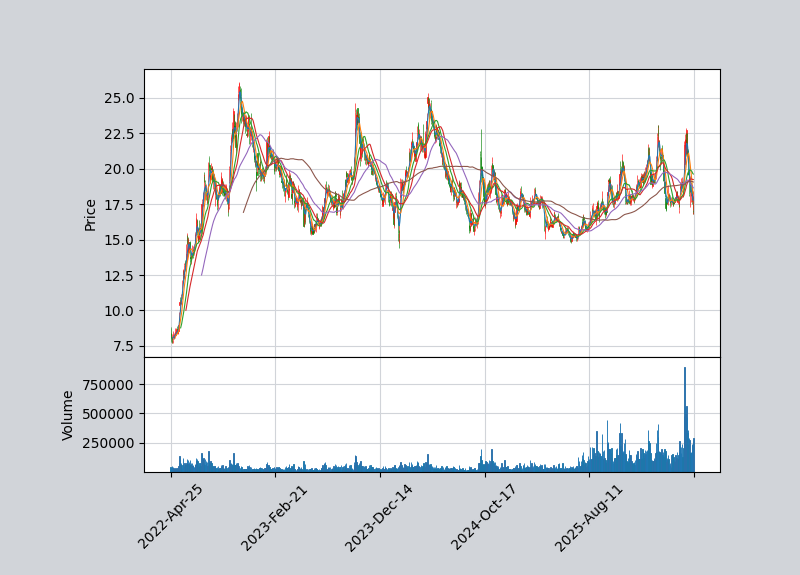 25.0
22.5
20.0
17.5
15.0
12.5
10.0
7.5
Price
750000
500000
250000
Volume
2022-Apr-25
2023-Feb-21
2023-Dec-14
2024-Oct-17
2025-Aug-11